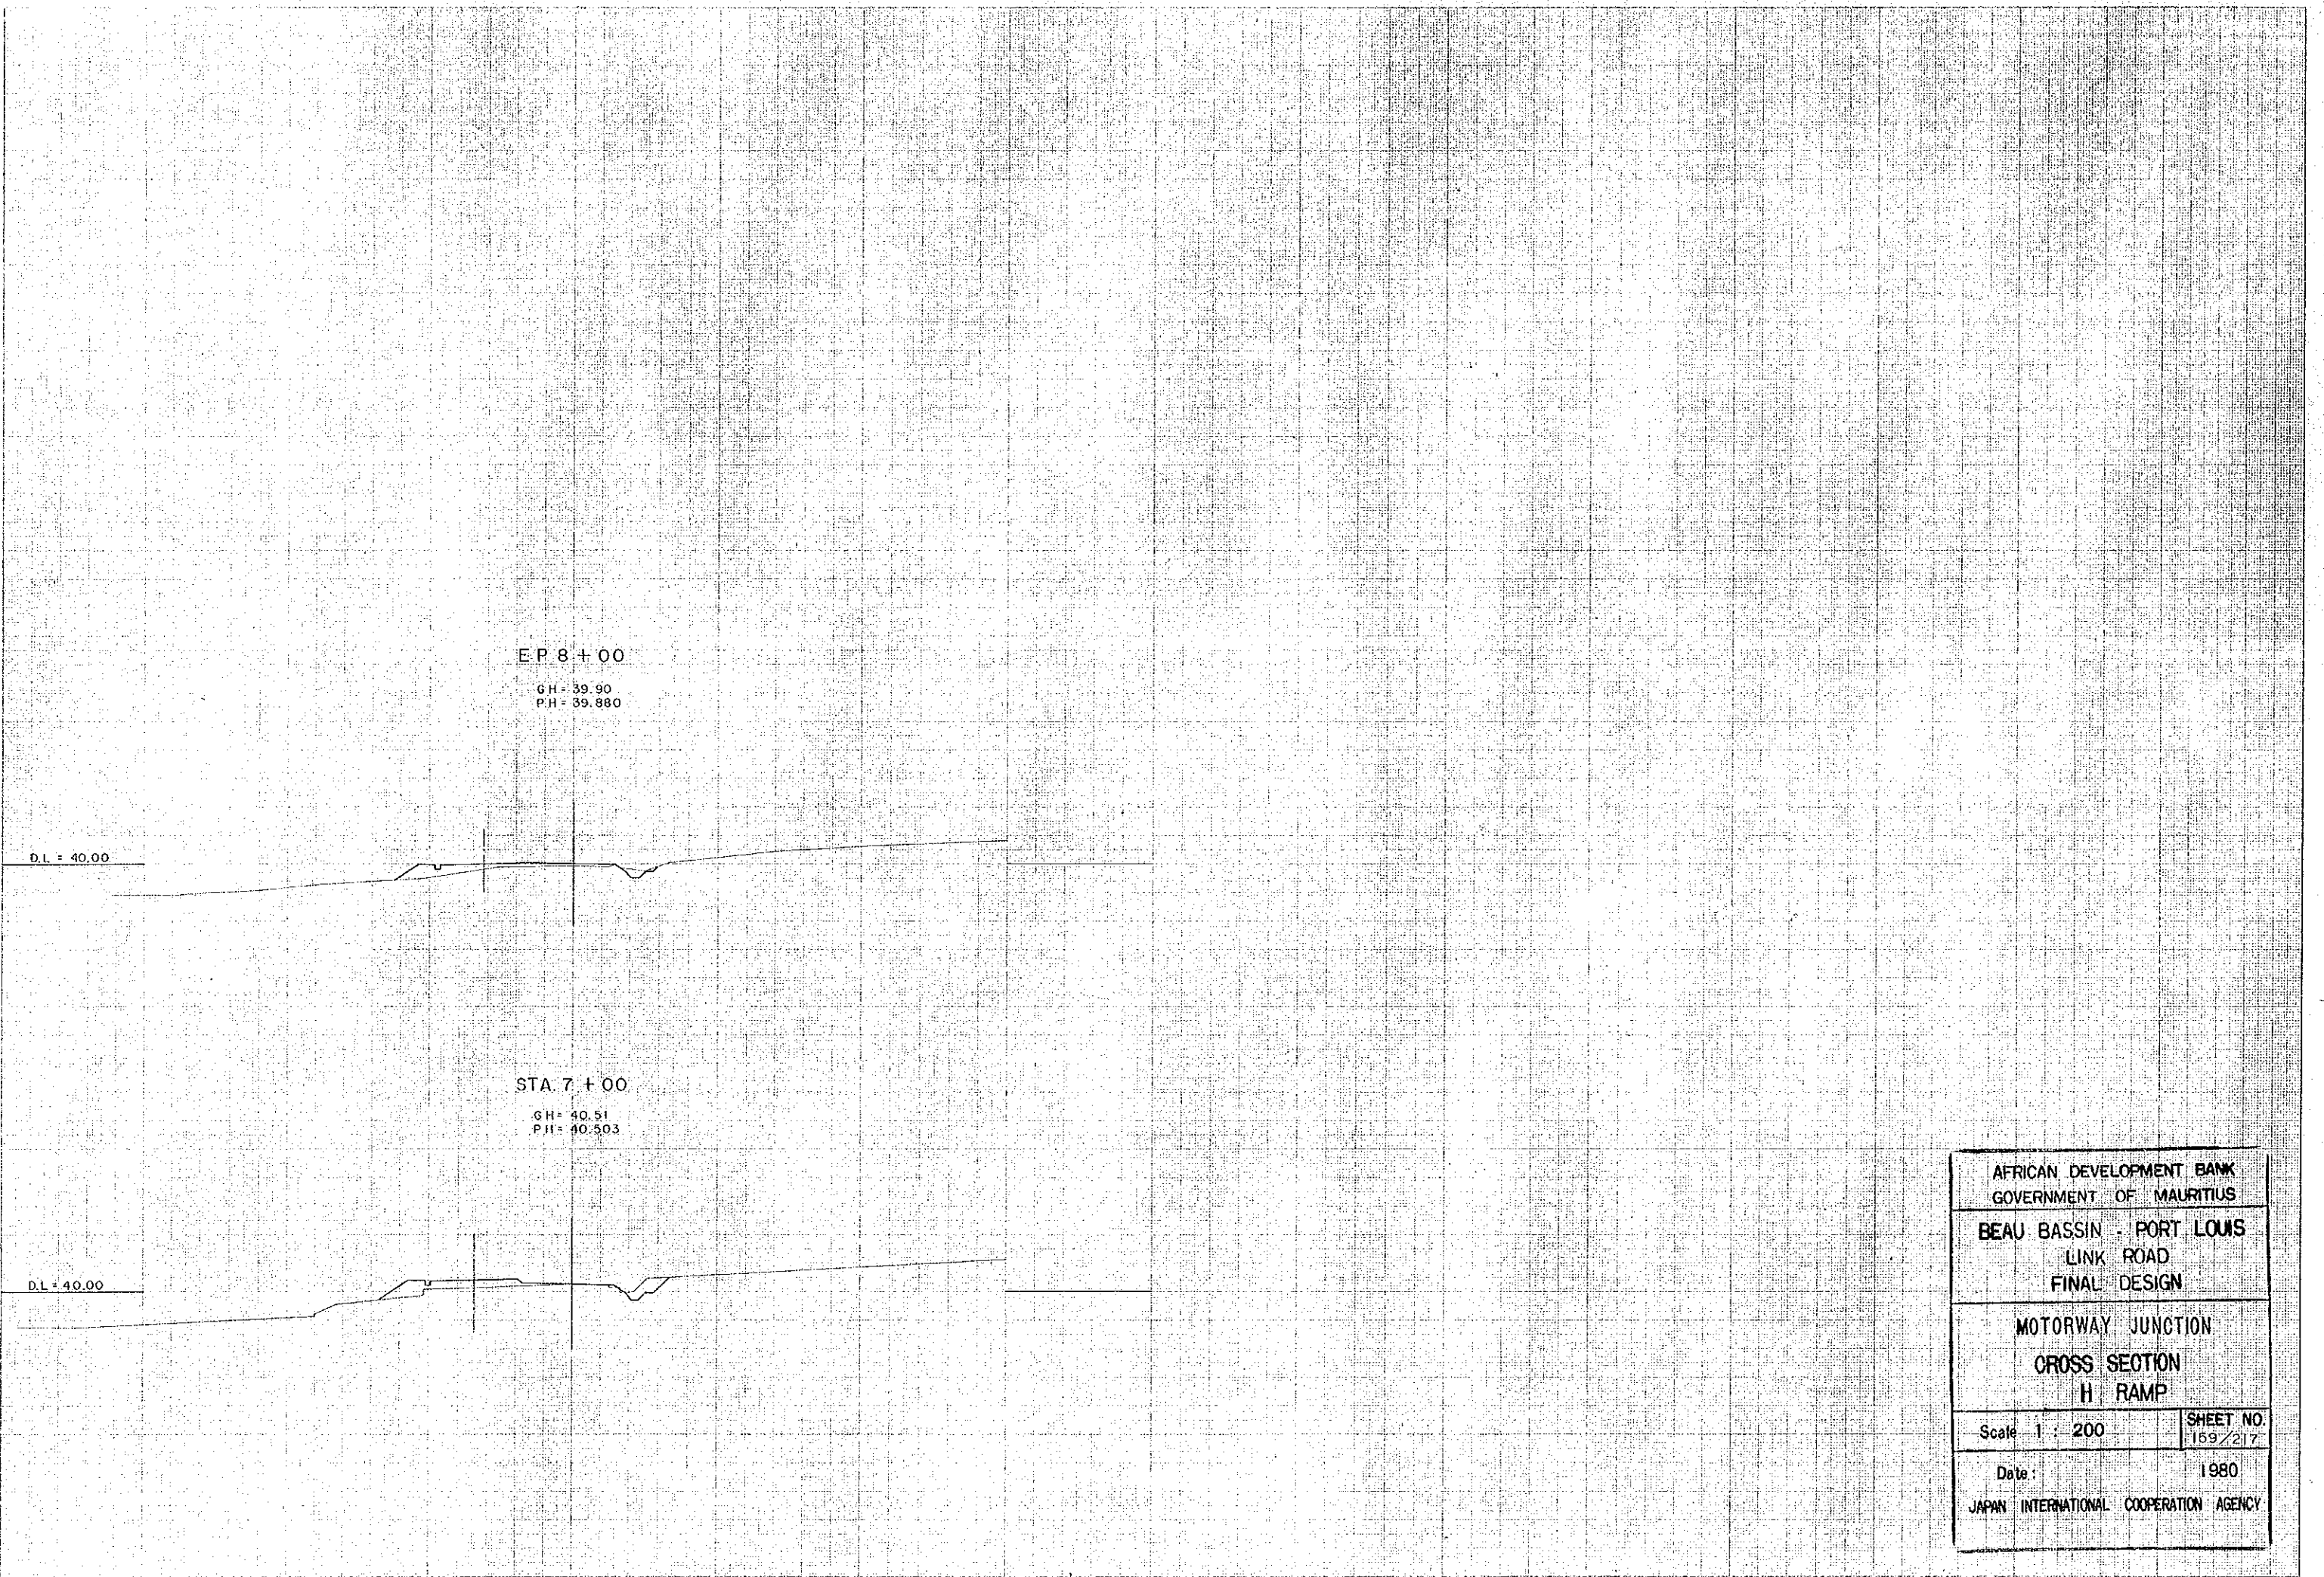 E.P 8 + 00
G H = 39.90
P.H = 39.880
D.L = 40.00
STA. 7 + 00
G H = 40.51
P H = 40.503
D.L = 40.00
AFRICAN DEVELOPMENT BANK
GOVERNMENT OF MAURITIUS
BEAU BASSIN - PORT LOUIS
LINK ROAD
FINAL DESIGN
MOTORWAY JUNCTION
CROSS SECTION
H RAMP
Scale 1 : 200
SHEET NO.
159/217
Date : 1980
JAPAN INTERNATIONAL COOPERATION AGENCY